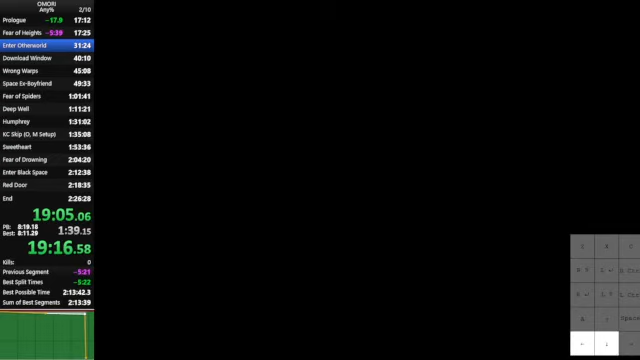 OMORI
Any% 2/10
Prologue -17.9 17:12
Fear of Heights -5:39 17:25
Enter Otherworld 31:24
Download Window 40:10
Wrong Warps 45:08
Space Ex-Boyfriend 49:33
Fear of Spiders 1:01:41
Deep Well 1:11:21
Humphrey 1:31:02
KC Skip (O, M Setup) 1:35:08
Sweetheart 1:53:36
Fear of Drowning 2:04:20
Enter Black Space 2:12:38
Red Door 2:18:35
End 2:26:28
19:05.06
PB: 8:19.18
Best: 8:11.29 1:39.15
19:16.58
Kills: 0
Previous Segment -5:21
Best Split Times -5:22
Best Possible Time 2:13:42.3
Sum of Best Segments 2:13:39
Space